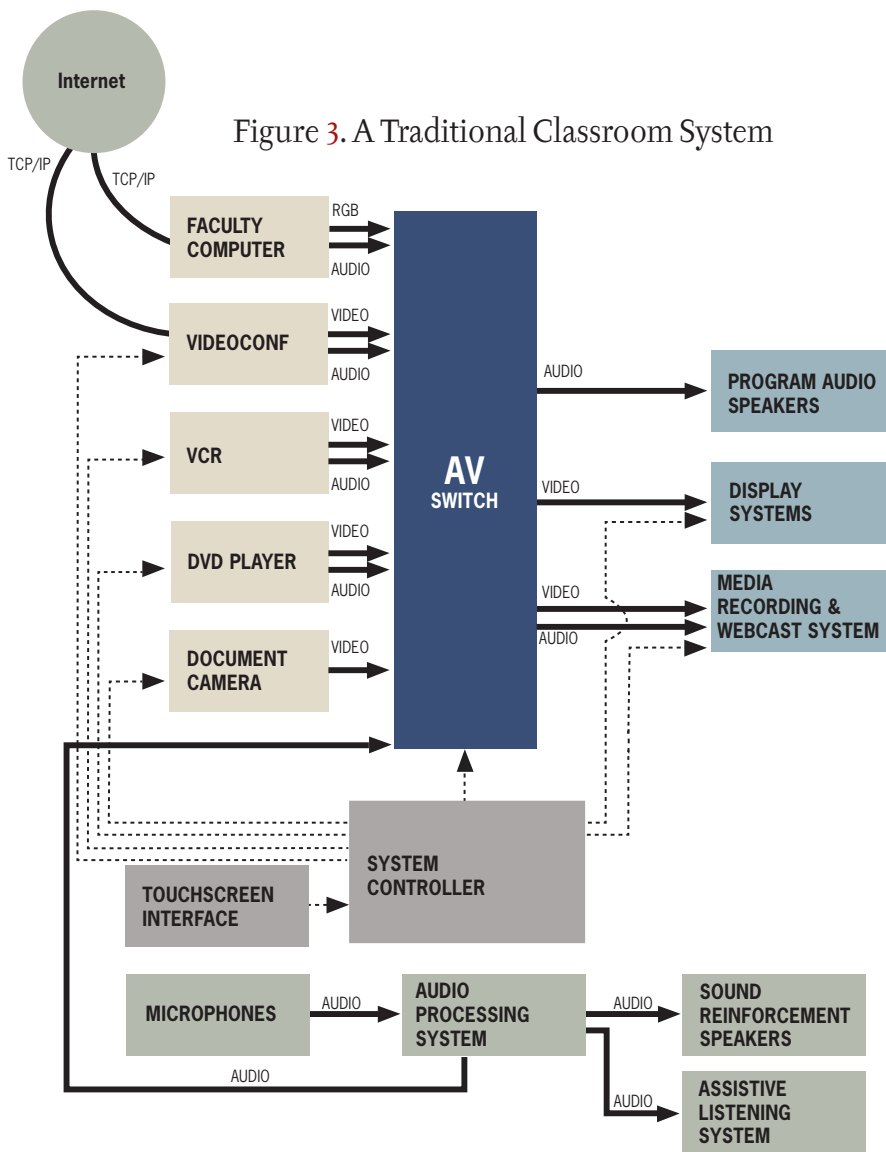 Internet
Figure 3. A Traditional Classroom System
TCP/IP
TCP/IP
FACULTY
COMPUTER
RGB
AUDIO
VIDEOCONF
VIDEO
AUDIO
VCR
VIDEO
AUDIO
DVD PLAYER
VIDEO
AUDIO
DOCUMENT
CAMERA
VIDEO
AV
SWITCH
AUDIO
PROGRAM AUDIO
SPEAKERS
VIDEO
DISPLAY
SYSTEMS
VIDEO
AUDIO
MEDIA
RECORDING &
WEBCAST SYSTEM
SYSTEM
CONTROLLER
TOUCHSCREEN
INTERFACE
MICROPHONES
AUDIO
AUDIO
PROCESSING
SYSTEM
AUDIO
SOUND
REINFORCEMENT
SPEAKERS
AUDIO
AUDIO
ASSISTIVE
LISTENING
SYSTEM